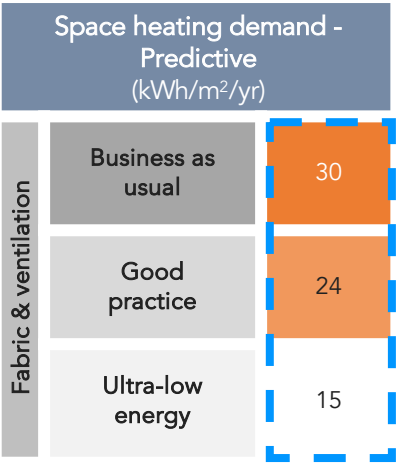 Space heating demand -
Predictive
(kWh/m²/yr)
Fabric & ventilation
Business as
usual
30
Good
practice
24
Ultra-low
energy
15